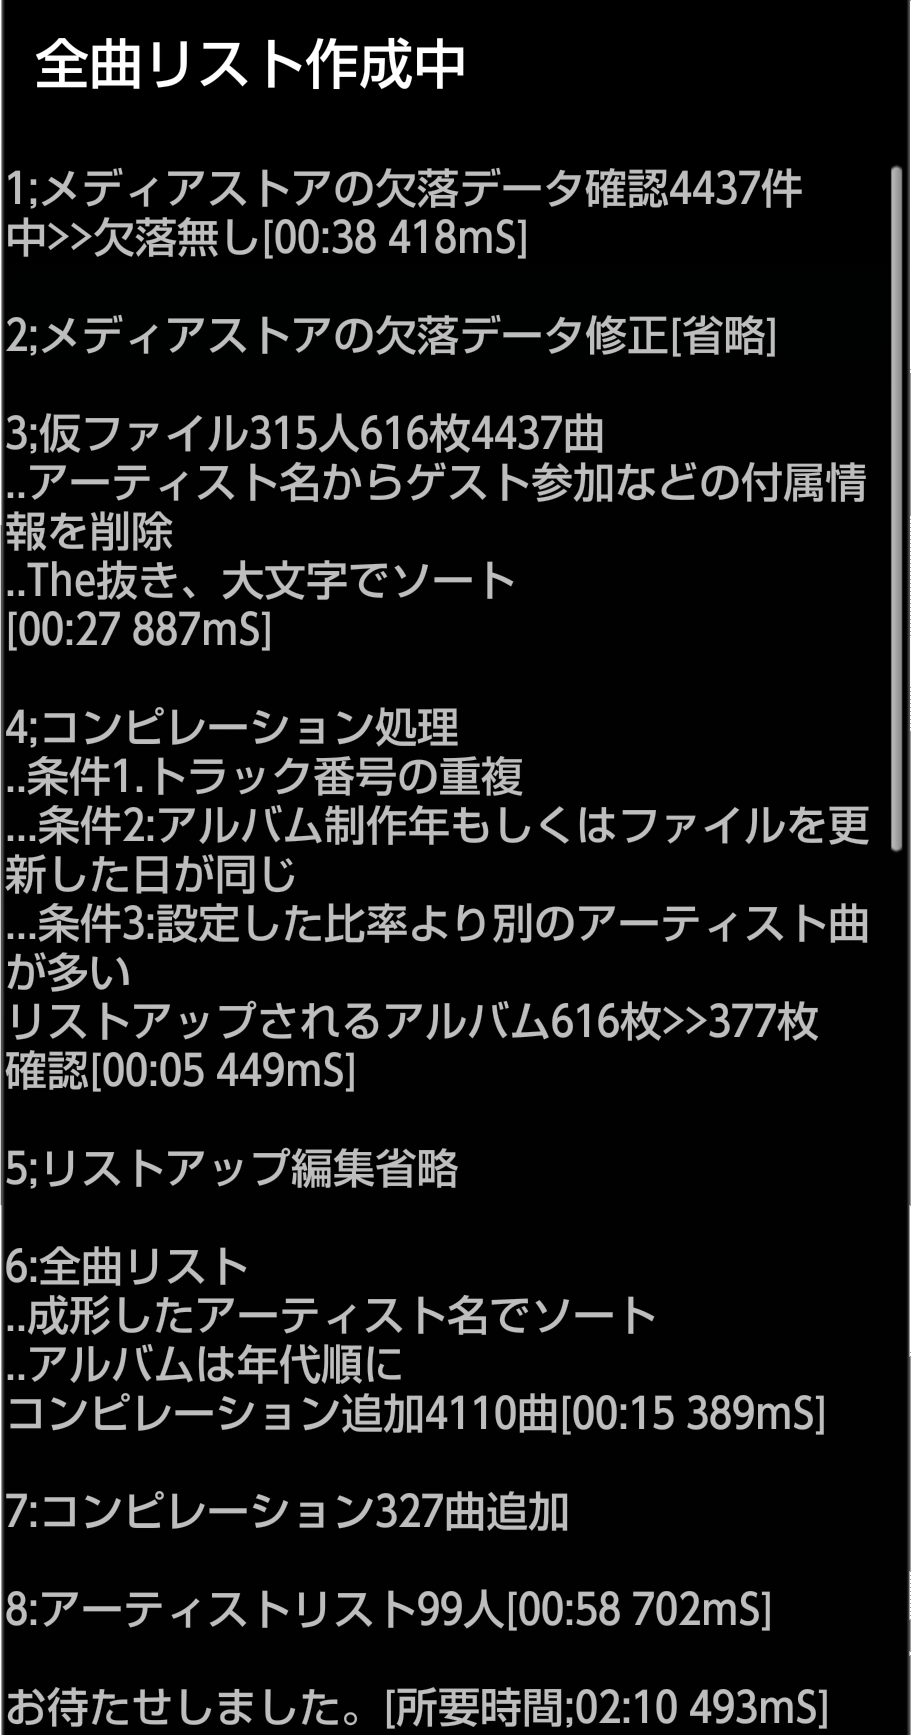 全曲リスト作成中
1;メディアストアの欠落データ確認4437件
中>>欠落無し[00:38 418mS]
2;メディアストアの欠落データ修正[省略]
3;仮ファイル315人616枚4437曲
..アーティスト名からゲスト参加などの付属情
報を削除
..The抜き、大文字でソート
[00:27 887mS]
4;コンピレーション処理
..条件1.トラック番号の重複
...条件2:アルバム制作年もしくはファイルを更
新した日が同じ
...条件3:設定した比率より別のアーティスト曲
が多い
リストアップされるアルバム616枚>>377枚
確認[00:05 449mS]
5;リストアップ編集省略
6:全曲リスト
..成形したアーティスト名でソート
..アルバムは年代順に
コンピレーション追加4110曲[00:15 389mS]
7:コンピレーション327曲追加
8:アーティストリスト99人[00:58 702mS]
お待たせしました。[所要時間;02:10 493mS]